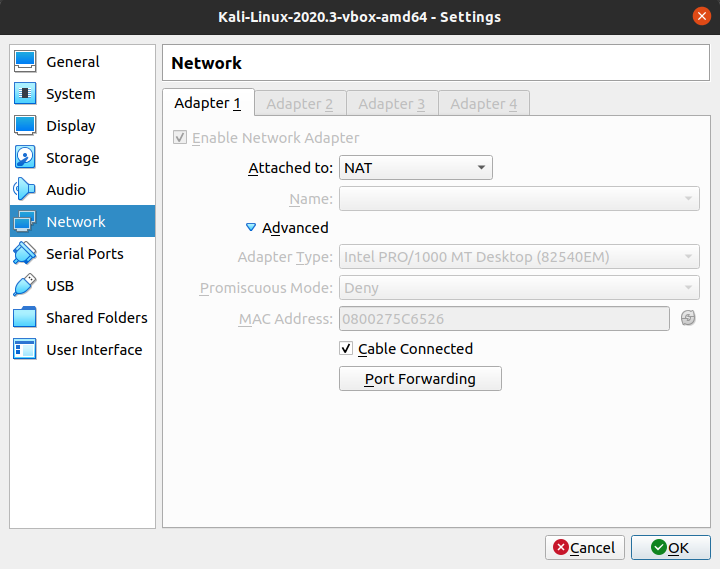 Kali-Linux-2020.3-vbox-amd64 - Settings
General
System
Display
Storage
Audio
Network
Serial Ports
USB
Shared Folders
User Interface
Network
Adapter 1 Adapter 2 Adapter 3 Adapter 4
Enable Network Adapter
Attached to: NAT
Name:
Advanced
Adapter Type: Intel PRO/1000 MT Desktop (82540EM)
Promiscuous Mode: Deny
MAC Address: 0800275C6526
Cable Connected
Port Forwarding
Cancel OK